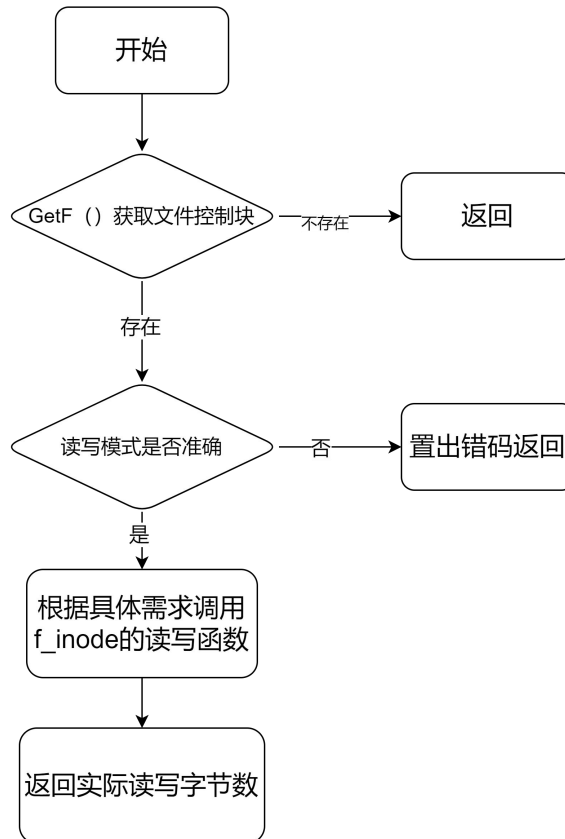 开始
GetF（）获取文件控制块
不存在
返回
存在
读写模式是否准确
否
置出错码返回
是
根据具体需求调用
f_inode的读写函数
返回实际读写字节数